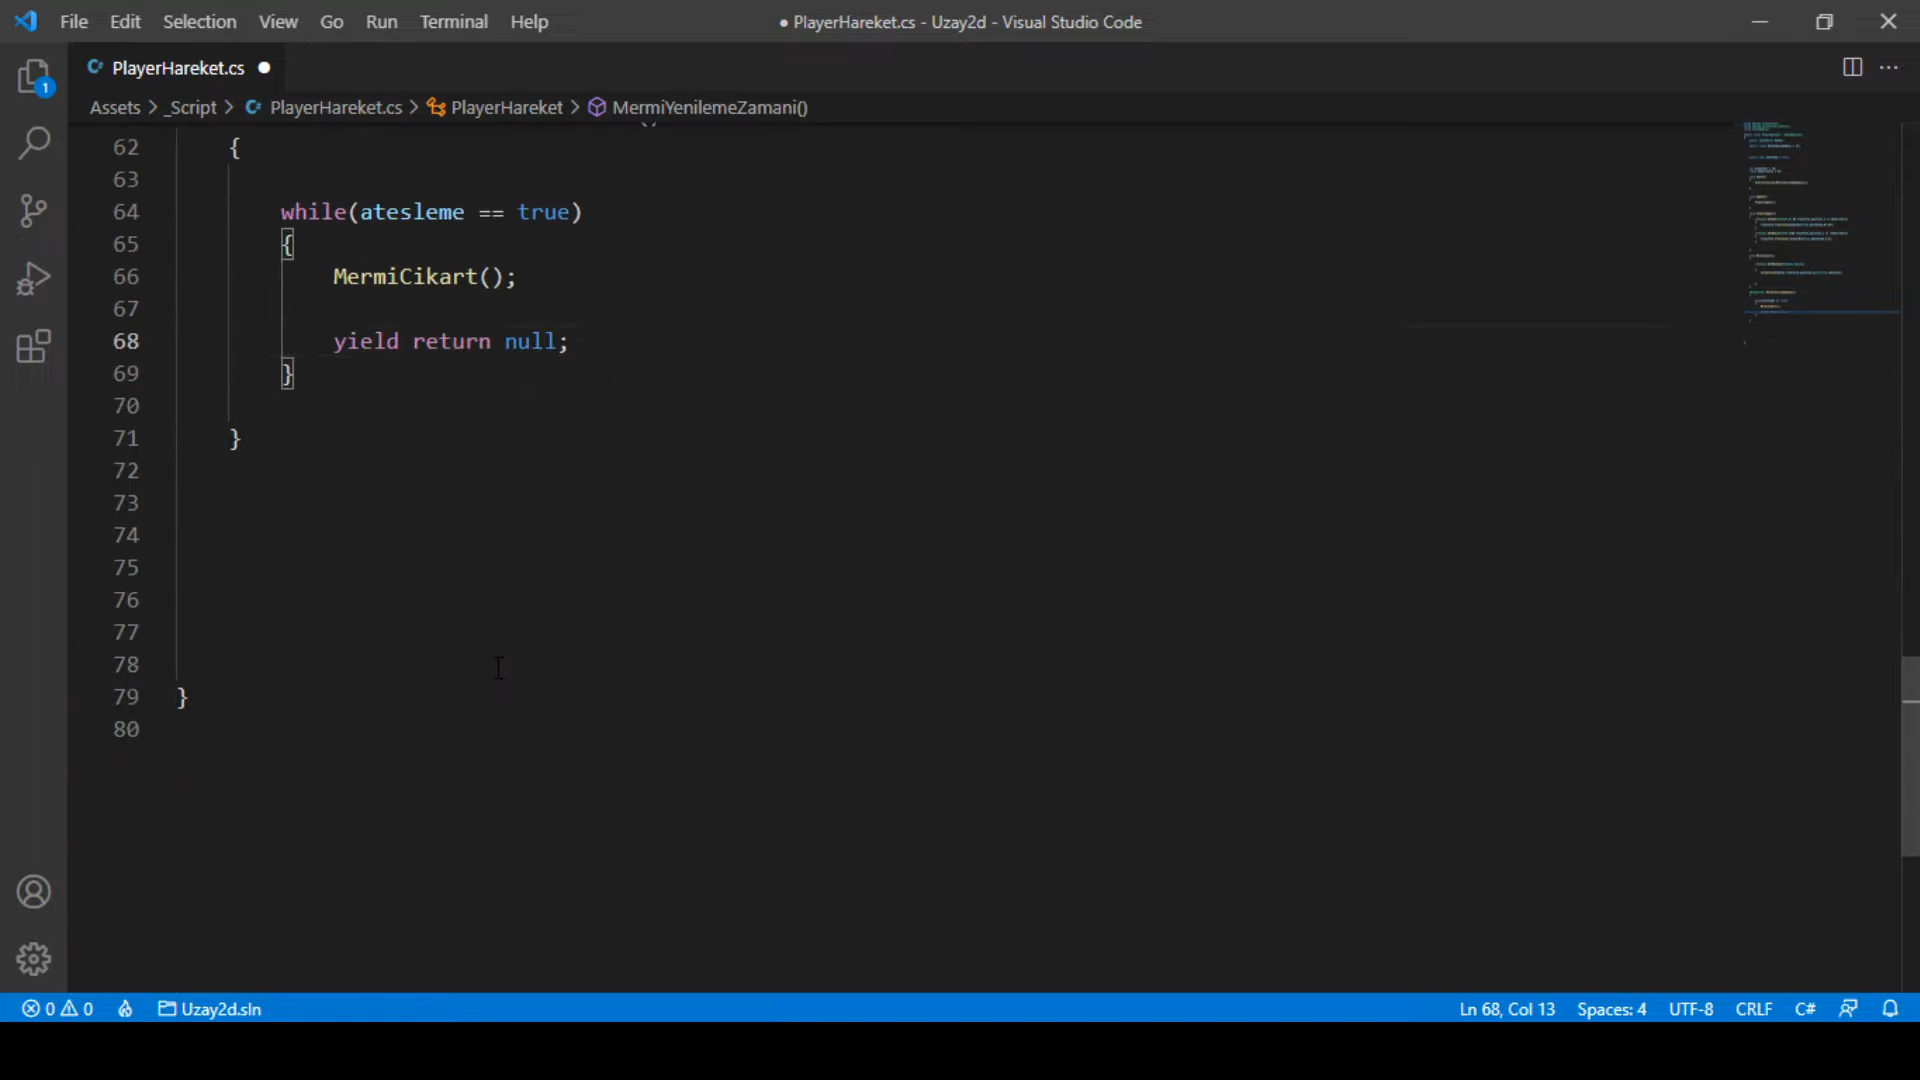 File Edit Selection View Go Run Terminal Help
● PlayerHareket.cs - Uzay2d - Visual Studio Code
PlayerHareket.cs
1
Assets > _Script > PlayerHareket.cs > PlayerHareket > MermiYenilemeZamani()
62 {
63
64 while(atesleme == true)
65 {
66 MermiCikart();
67
68 yield return null;
69 }
70
71 }
72
73
74
75
76
77
78
79 }
80
0 0 Uzay2d.sln
Ln 68, Col 13 Spaces: 4 UTF-8 CRLF C#